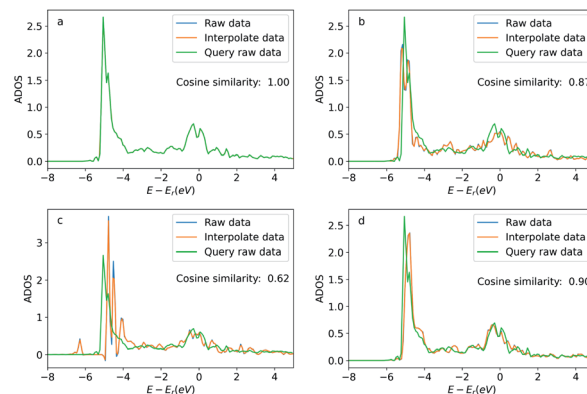 a
Raw data
Interpolate data
Query raw data
Cosine similarity: 1.00
ADOS
2.5
2.0
1.5
1.0
0.5
0.0
−8 −6 −4 −2 0 2 4
E − E_f(eV)
b
Raw data
Interpolate data
Query raw data
Cosine similarity: 0.87
ADOS
2.5
2.0
1.5
1.0
0.5
0.0
−8 −6 −4 −2 0 2 4
E − E_f(eV)
c
Raw data
Interpolate data
Query raw data
Cosine similarity: 0.62
ADOS
3
2
1
0
−8 −6 −4 −2 0 2 4
E − E_f(eV)
d
Raw data
Interpolate data
Query raw data
Cosine similarity: 0.90
ADOS
2.5
2.0
1.5
1.0
0.5
0.0
−8 −6 −4 −2 0 2 4
E − E_f(eV)